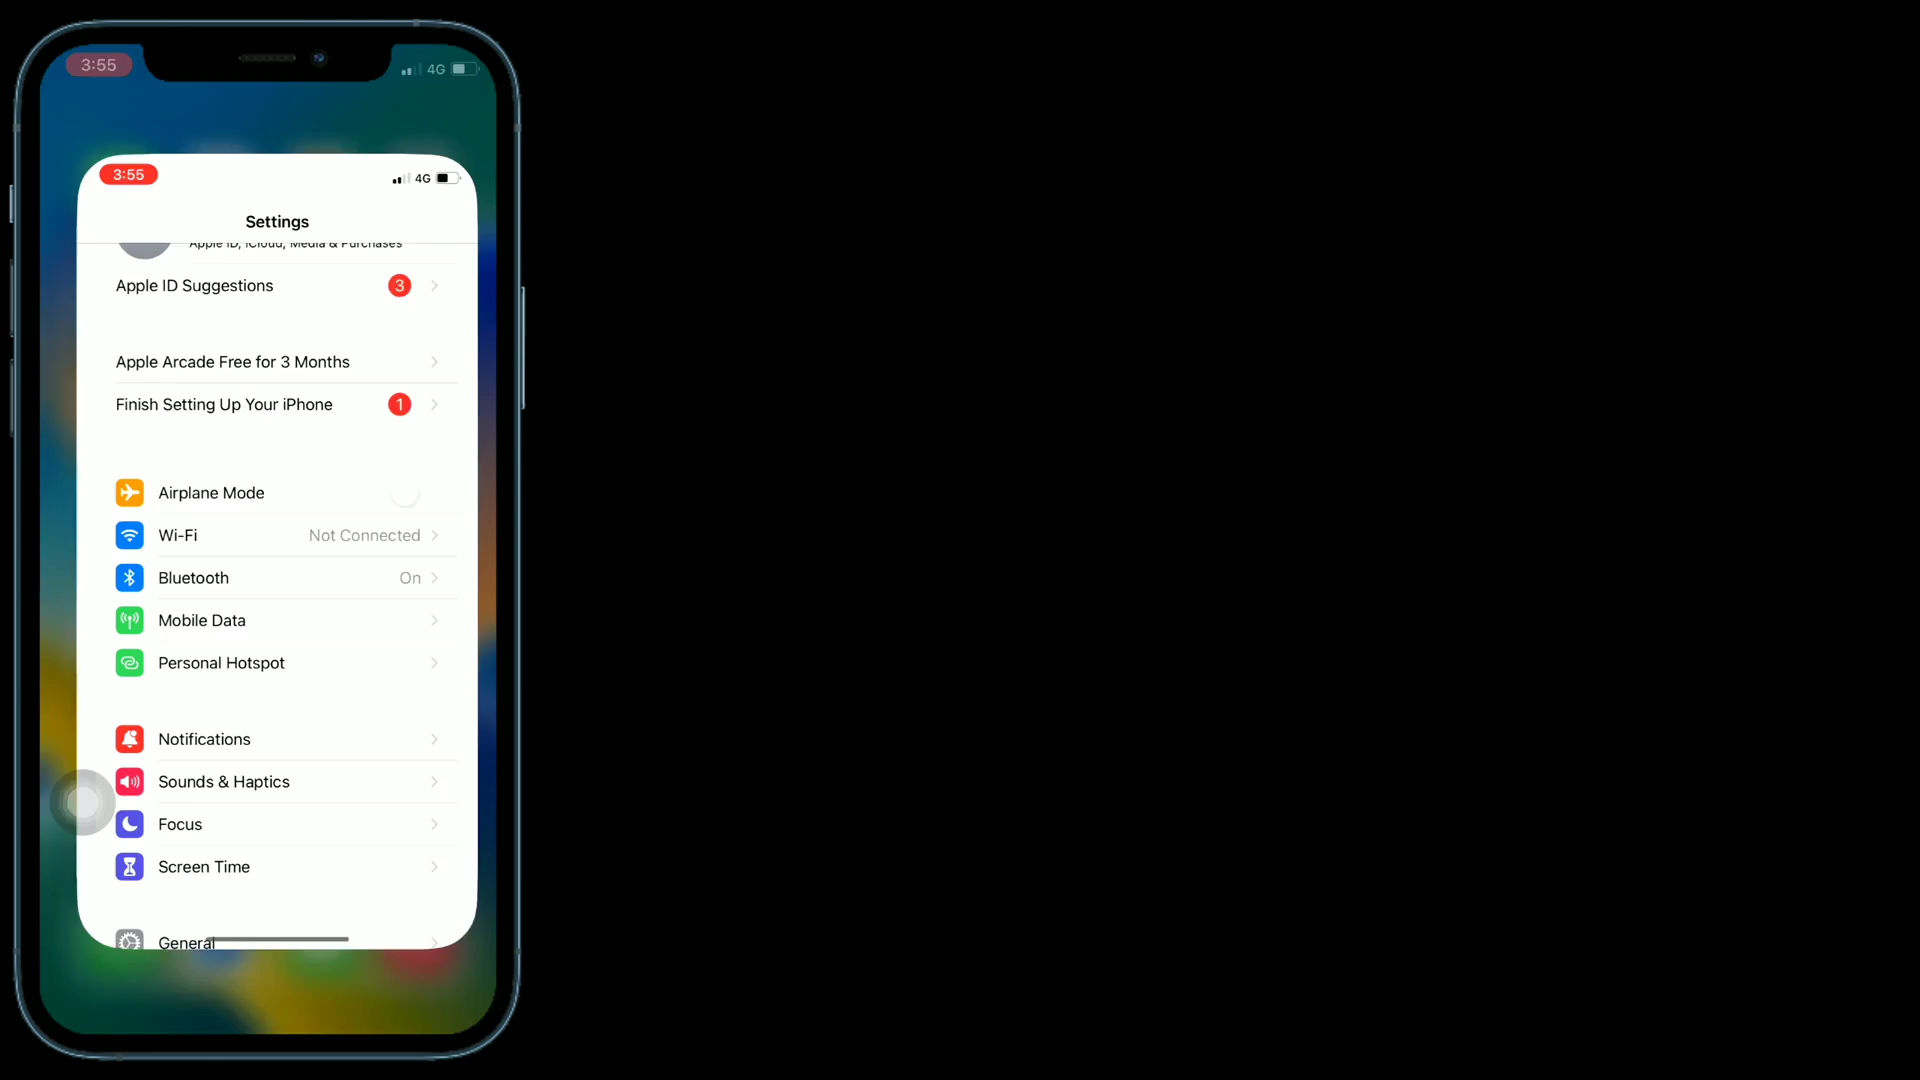 3:55 4G
3:55 4G
Settings
Apple ID, iCloud, Media & Purchases
Apple ID Suggestions 3
Apple Arcade Free for 3 Months
Finish Setting Up Your iPhone 1
Airplane Mode
Wi-Fi Not Connected
Bluetooth On
Mobile Data
Personal Hotspot
Notifications
Sounds & Haptics
Focus
Screen Time
General